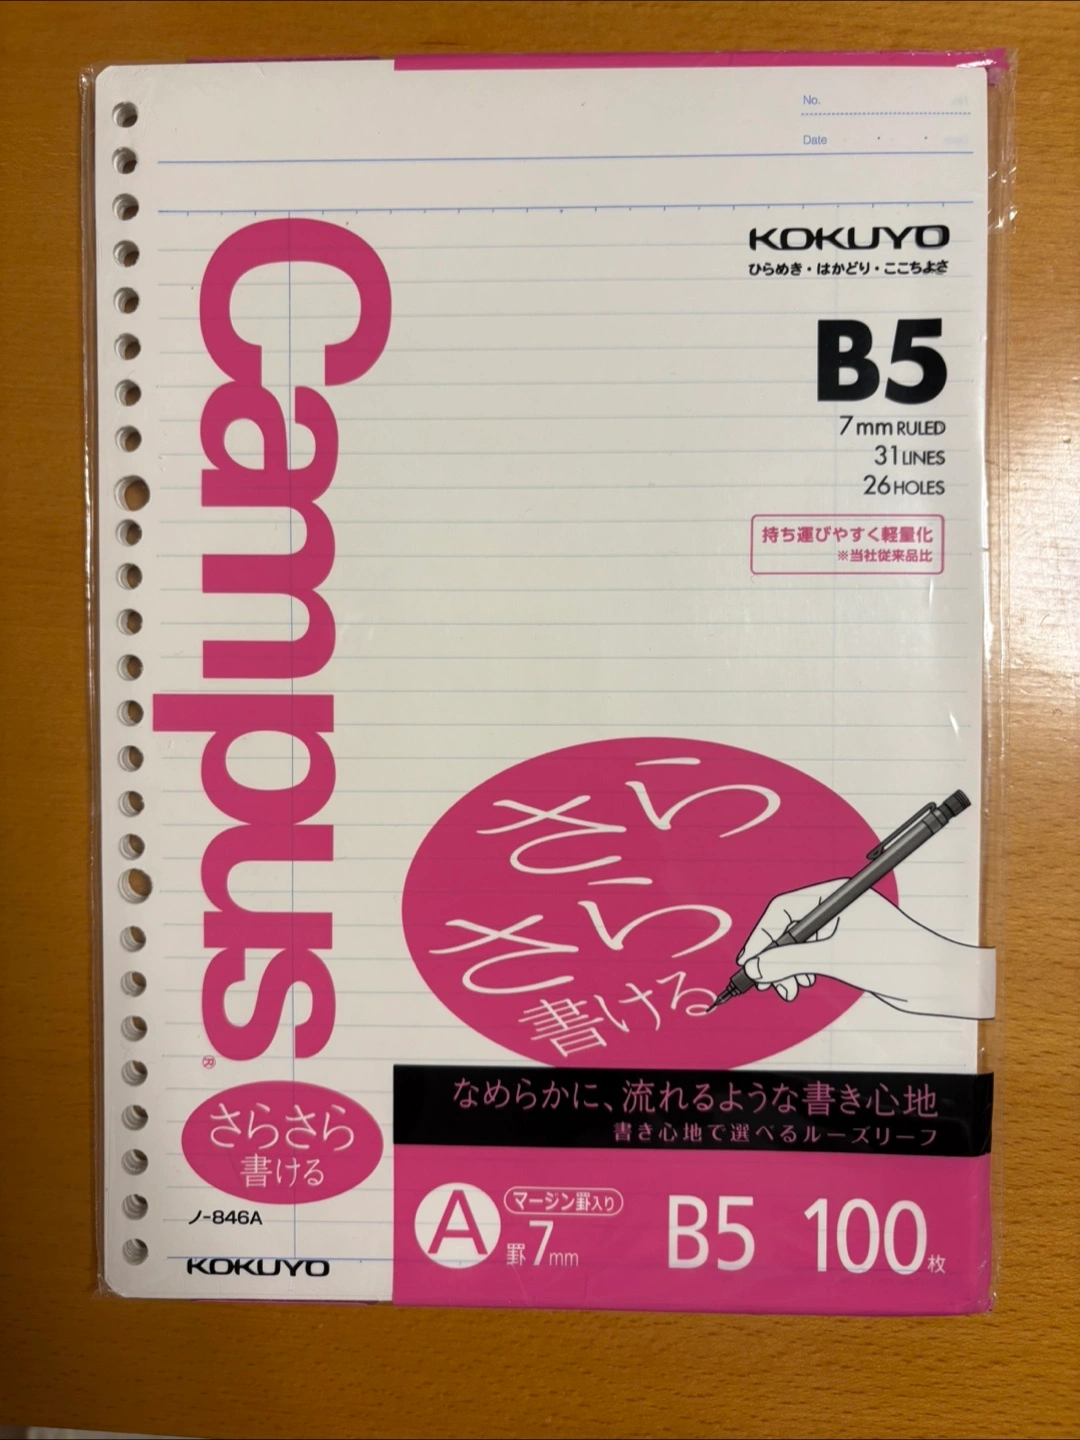 No.
Date
KOKUYO
ひらめき・はかどり・ここちよさ
B5
7mm RULED
31 LINES
26 HOLES
持ち運びやすく軽量化
※当社従来品比
Campus®
さら
さら
書ける
なめらかに、流れるような書き心地
書き心地で選べるルーズリーフ
さらさら
書ける
ノ-846A
KOKUYO
A
マージン罫入り
罫7mm
B5
100枚